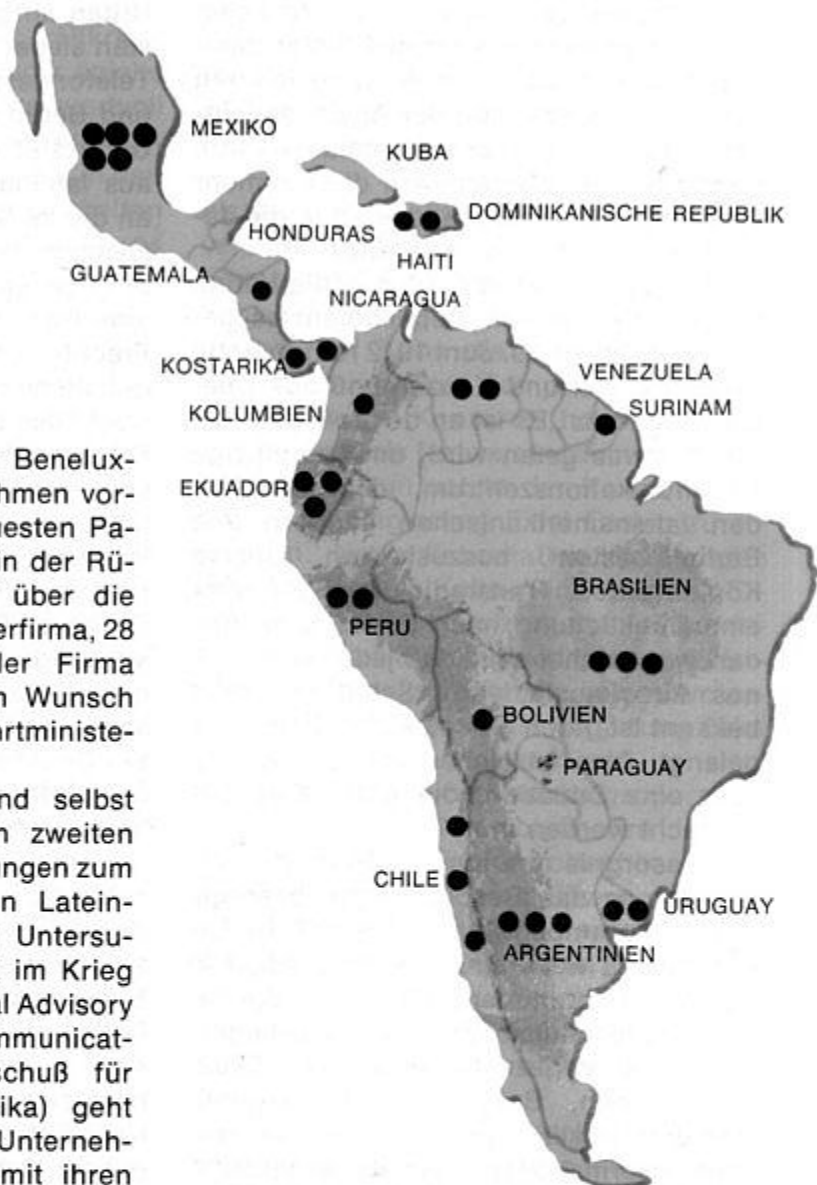 MEXIKO
KUBA
DOMINIKANISCHE REPUBLIK
HONDURAS
HAITI
GUATEMALA
NICARAGUA
KOSTARIKA
VENEZUELA
KOLUMBIEN
SURINAM
EKUADOR
BRASILIEN
PERU
BOLIVIEN
PARAGUAY
CHILE
URUGUAY
ARGENTINIEN
Benelux-
hmen vor-
uesten Pa-
n der Rü-
über die
erfirma, 28
der Firma
n Wunsch
artministe-
nd selbst
n zweiten
ungen zum
n Latein-
Untersu-
im Krieg
al Advisory
mmunicat-
schuß für
ika) geht
Unterneh-
mit ihren